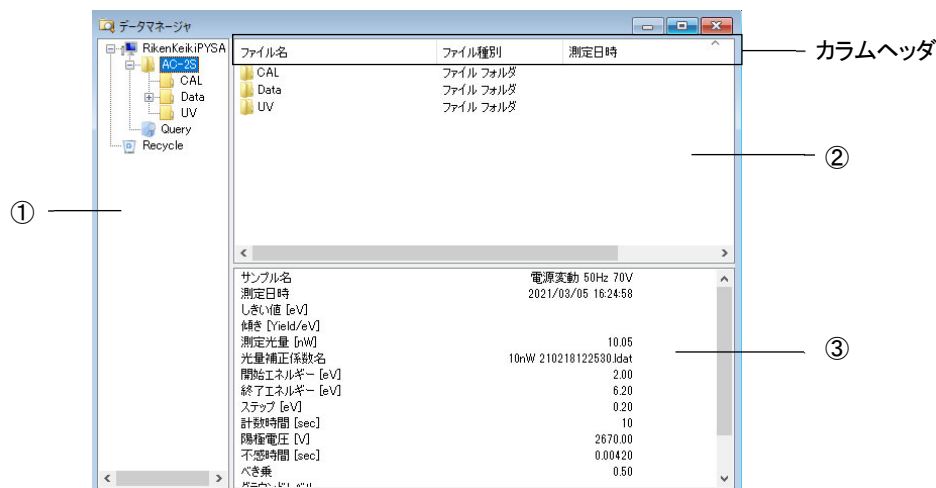 データマネージャ
RikenKeikiPYSA
AC-2S
CAL
Data
UV
Query
Recycle
ファイル名 ファイル種別 測定日時
CAL ファイル フォルダ
Data ファイル フォルダ
UV ファイル フォルダ
カラムヘッダ
②
①
サンプル名 電源変動 50Hz 70V
測定日時 2021/03/05 16:24:58
しきい値 [eV]
傾き [Yield/eV]
測定光量 [nW] 10.05
光量補正係数名 10nW 210218122530.ldat
開始エネルギー [eV] 2.00
終了エネルギー [eV] 6.20
ステップ [eV] 0.20
計数時間 [sec] 10
陽極電圧 [V] 2670.00
不感時間 [sec] 0.00420
べき乗 0.50
③